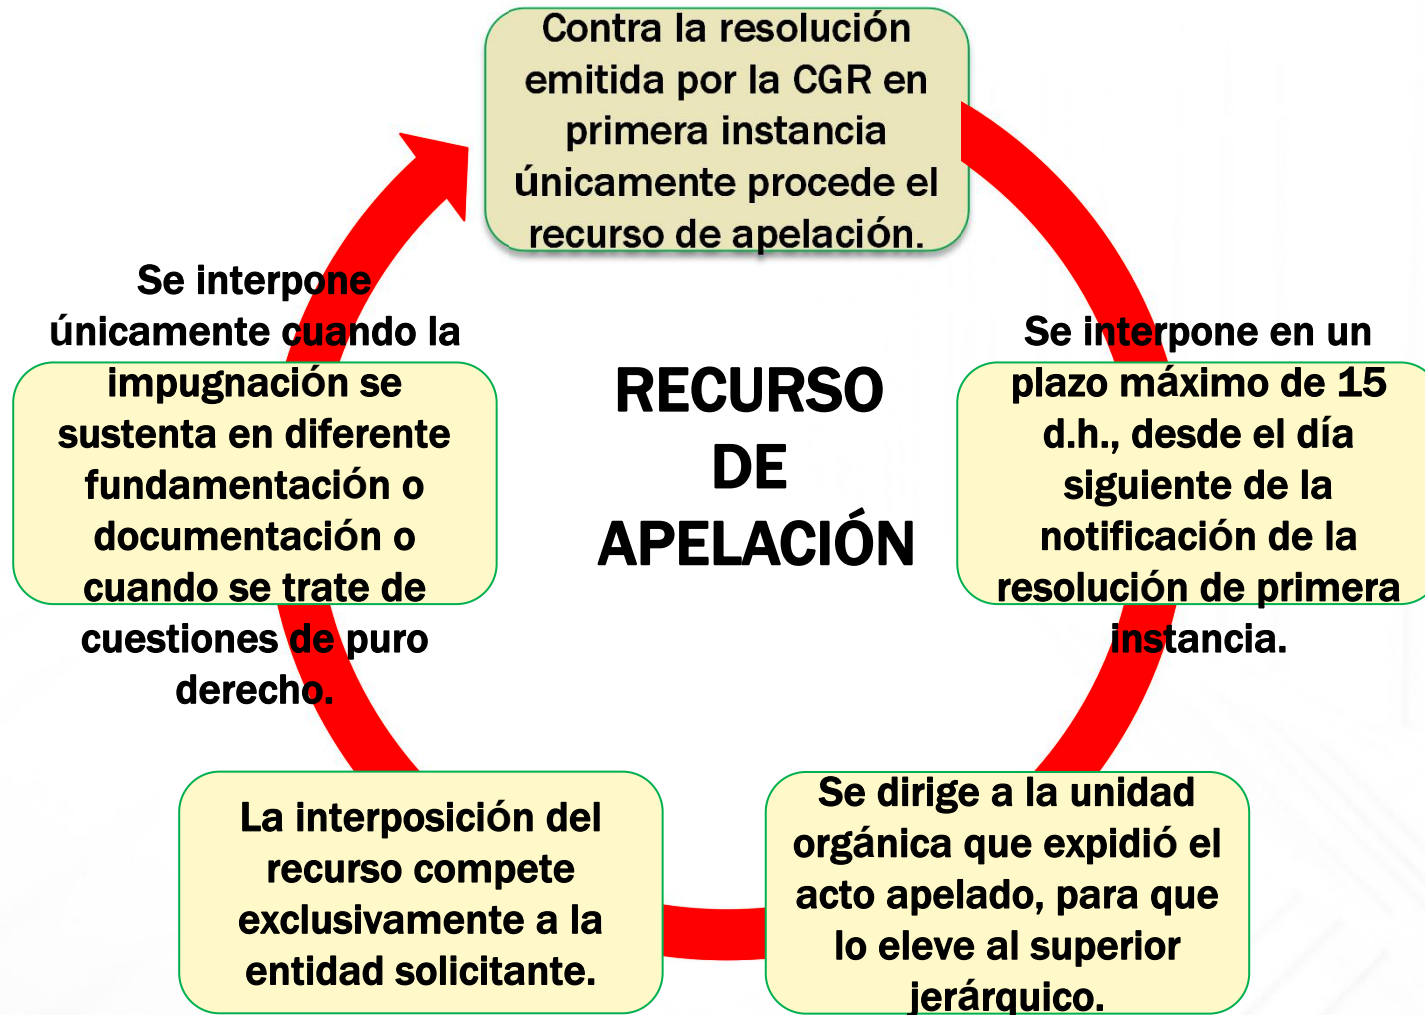 Contra la resolución
emitida por la CGR en
primera instancia
únicamente procede el
recurso de apelación.
Se interpone en un
plazo máximo de 15
d.h., desde el día
siguiente de la
notificación de la
resolución de primera
instancia.
Se dirige a la unidad
orgánica que expidió el
acto apelado, para que
lo eleve al superior
jerárquico.
La interposición del
recurso compete
exclusivamente a la
entidad solicitante.
Se interpone
únicamente cuando la
impugnación se
sustenta en diferente
fundamentación o
documentación o
cuando se trate de
cuestiones de puro
derecho.
RECURSO
DE
APELACIÓN